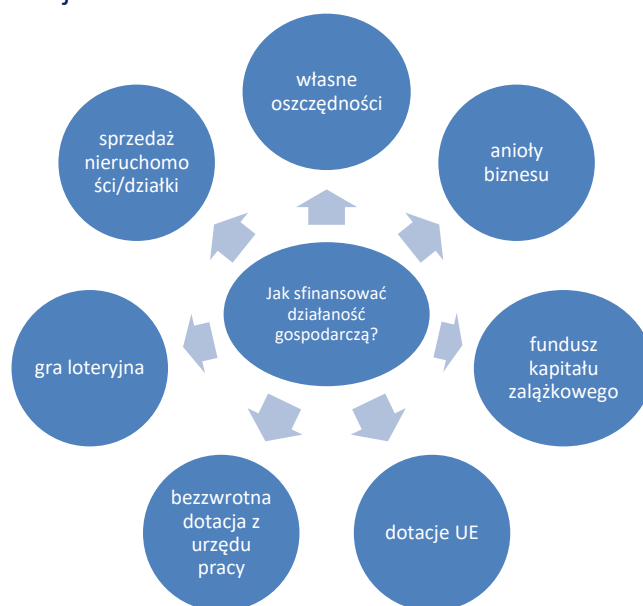 własne
oszczędności
anioły
biznesu
fundusz
kapitału
zalążkowego
dotacje UE
bezzwrotna
dotacja z
urzędu
pracy
gra loteryjna
sprzedaż
nieruchomo
ści/działki
Jak sfinansować
działaność
gospodarczą?